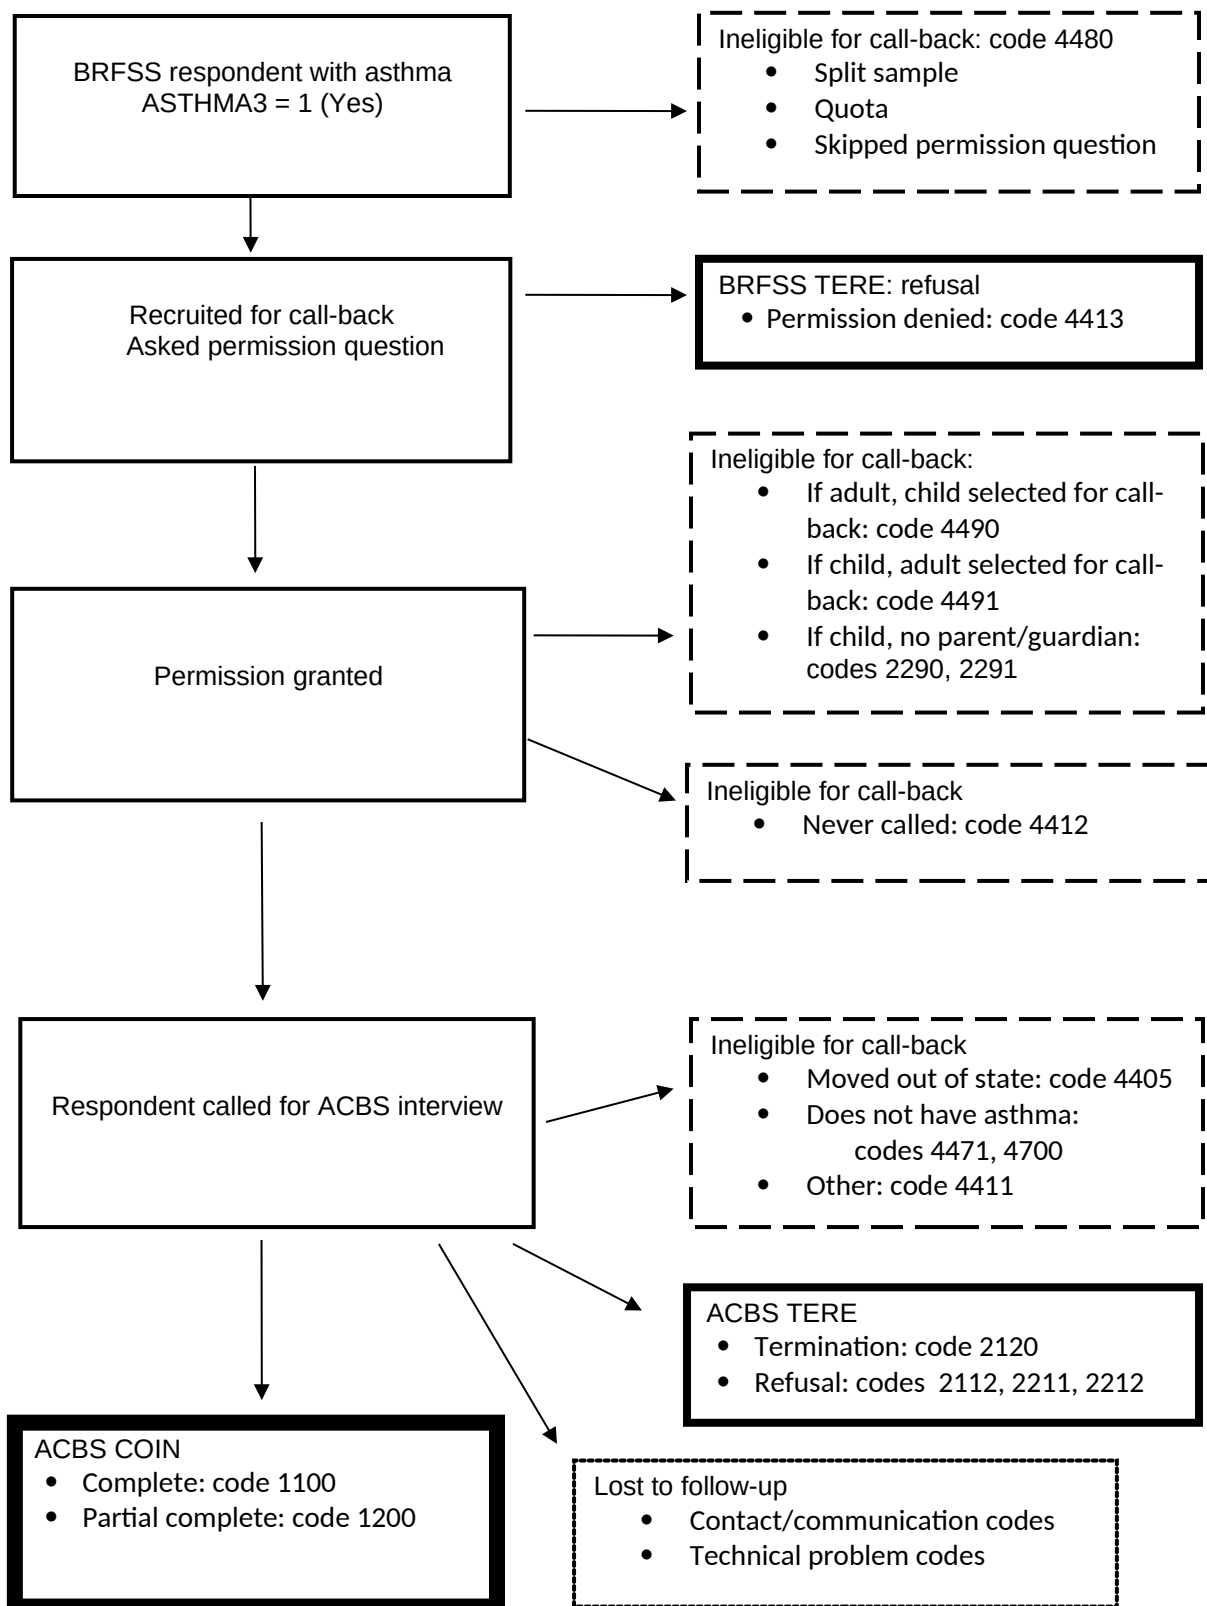 BRFSS respondent with asthma
ASTHMA3 = 1 (Yes)
Ineligible for call-back: code 4480
• Split sample
• Quota
• Skipped permission question
Recruited for call-back
Asked permission question
BRFSS TERE: refusal
• Permission denied: code 4413
Ineligible for call-back:
• If adult, child selected for call-
back: code 4490
• If child, adult selected for call-
back: code 4491
• If child, no parent/guardian:
codes 2290, 2291
Permission granted
Ineligible for call-back
• Never called: code 4412
Respondent called for ACBS interview
Ineligible for call-back
• Moved out of state: code 4405
• Does not have asthma:
codes 4471, 4700
• Other: code 4411
ACBS TERE
• Termination: code 2120
• Refusal: codes  2112, 2211, 2212
ACBS COIN
• Complete: code 1100
• Partial complete: code 1200
Lost to follow-up
• Contact/communication codes
• Technical problem codes